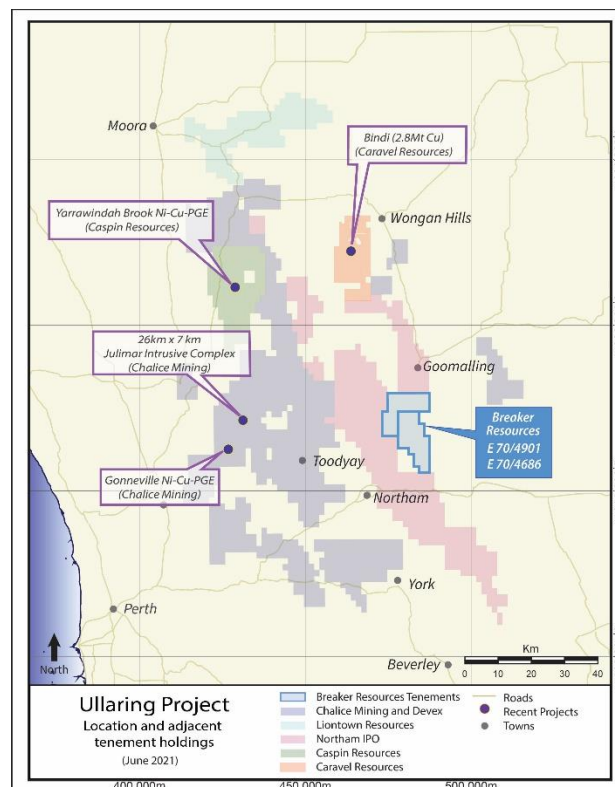 Moora
Bindi (2.8Mt Cu)
(Caravel Resources)
Yarrawindah Brook Ni-Cu-PGE
(Caspin Resources)
Wongan Hills
26km x 7 km
Julimar Intrusive Complex
(Chalice Mining)
Goomalling
Breaker
Resources
E 70/4901
E 70/4686
Gonneville Ni-Cu-PGE
(Chalice Mining)
Toodyay
Northam
York
Perth
Beverley
North
Km
0 10 20 30 40
Ullaring Project
Location and adjacent
tenement holdings
(June 2021)
Breaker Resources Tenements
Chalice Mining and Devex
Liontown Resources
Northam IPO
Caspin Resources
Caravel Resources
Roads
Recent Projects
Towns
400,000m 450,000m 500,000m